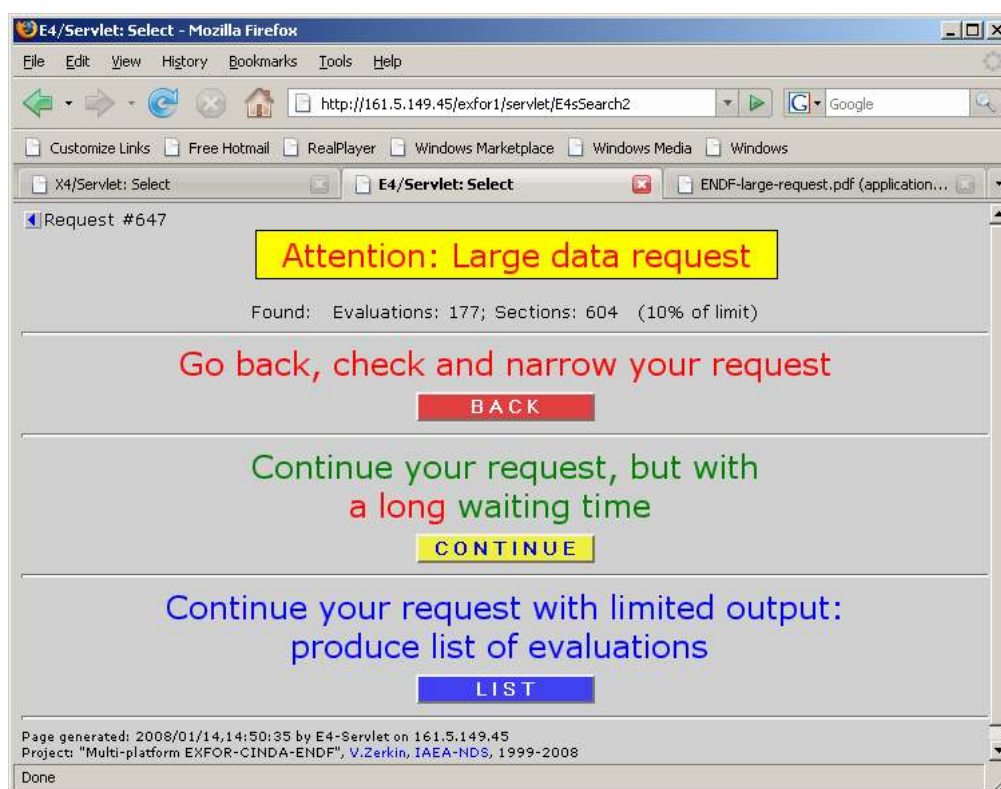 E4/Servlet: Select - Mozilla Firefox
File Edit View History Bookmarks Tools Help
http://161.5.149.45/exfor1/servlet/E4sSearch2 G Google
Customize Links Free Hotmail RealPlayer Windows Marketplace Windows Media Windows
X4/Servlet: Select E4/Servlet: Select ENDF-large-request.pdf (application...
Request #647
Attention: Large data request
Found: Evaluations: 177; Sections: 604 (10% of limit)
Go back, check and narrow your request
BACK
Continue your request, but with
a long waiting time
CONTINUE
Continue your request with limited output:
produce list of evaluations
LIST
Page generated: 2008/01/14,14:50:35 by E4-Servlet on 161.5.149.45
Project: "Multi-platform EXFOR-CINDA-ENDF", V.Zerkin, IAEA-NDS, 1999-2008
Done